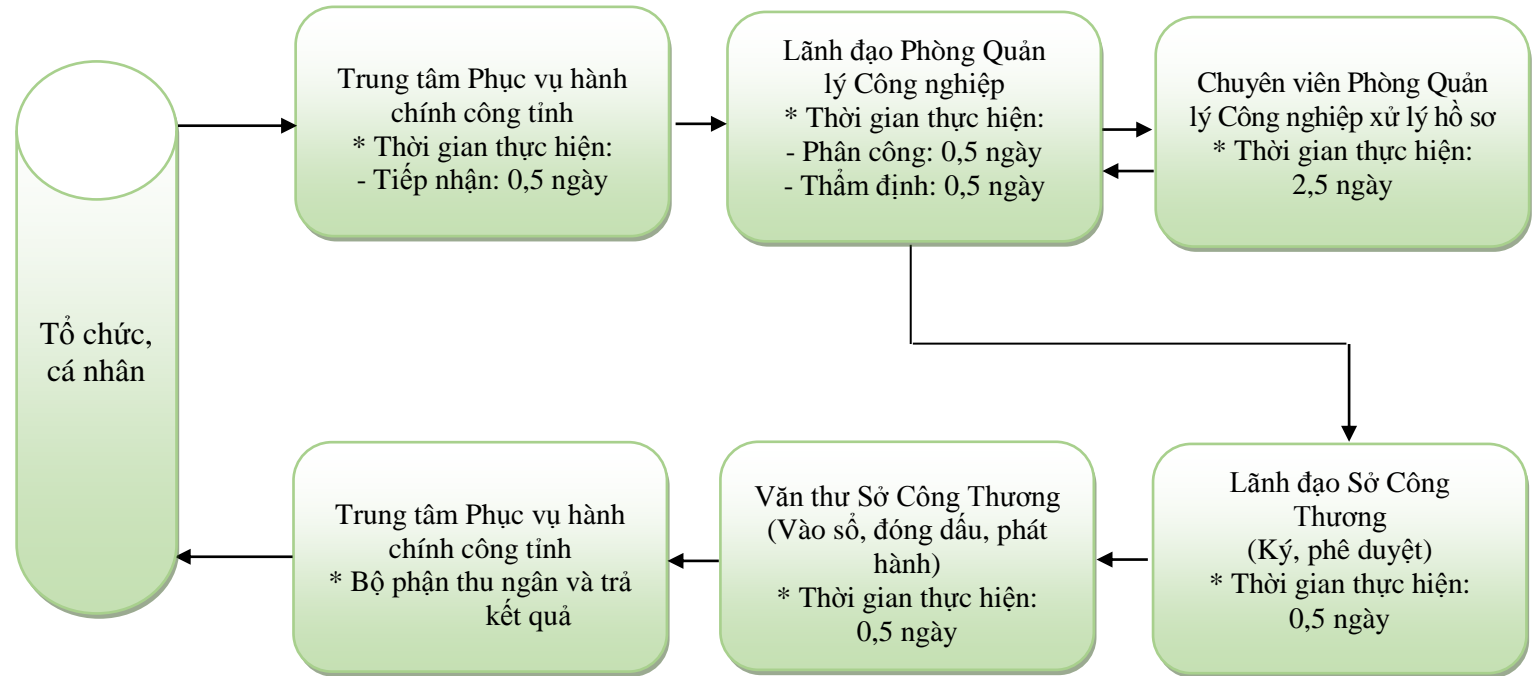 Tổ chức,
cá nhân
Trung tâm Phục vụ hành
chính công tỉnh
* Thời gian thực hiện:
- Tiếp nhận: 0,5 ngày
Lãnh đạo Phòng Quản
lý Công nghiệp
* Thời gian thực hiện:
- Phân công: 0,5 ngày
- Thẩm định: 0,5 ngày
Chuyên viên Phòng Quản
lý Công nghiệp xử lý hồ sơ
* Thời gian thực hiện:
2,5 ngày
Lãnh đạo Sở Công
Thương
(Ký, phê duyệt)
* Thời gian thực hiện:
0,5 ngày
Văn thư Sở Công Thương
(Vào sổ, đóng dấu, phát
hành)
* Thời gian thực hiện:
0,5 ngày
Trung tâm Phục vụ hành
chính công tỉnh
* Bộ phận thu ngân và trả
kết quả